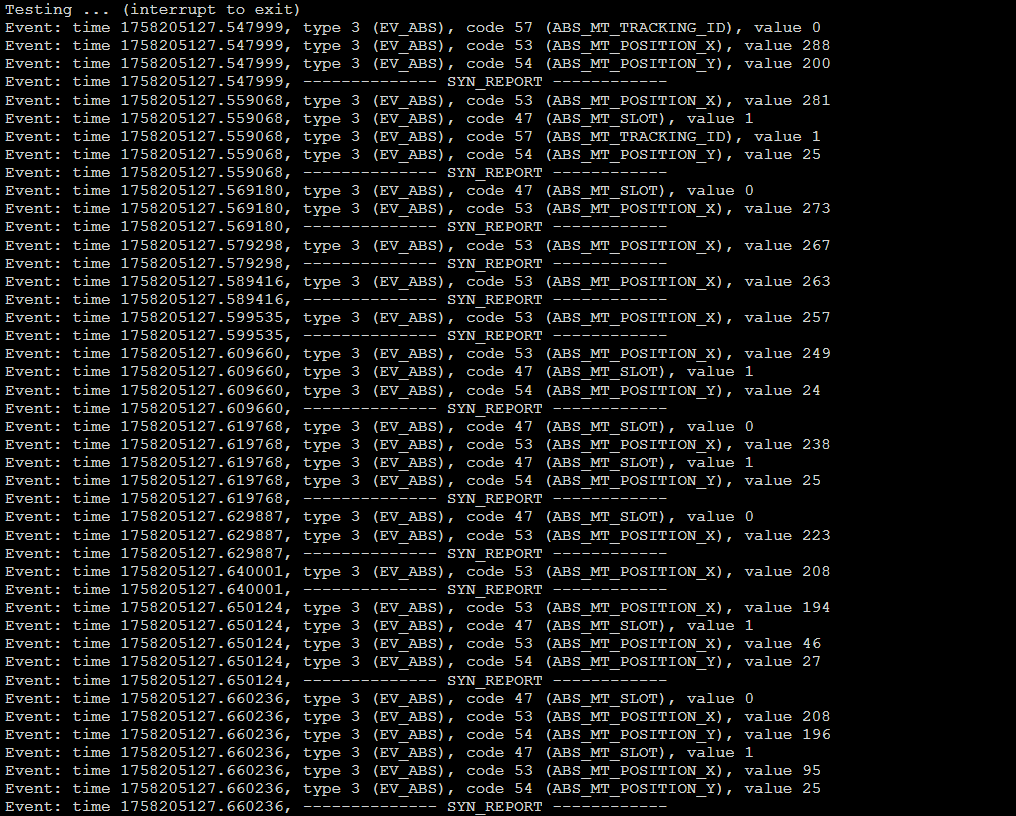 Testing ... (interrupt to exit)
Event: time 1758205127.547999, type 3 (EV_ABS), code 57 (ABS_MT_TRACKING_ID), value 0
Event: time 1758205127.547999, type 3 (EV_ABS), code 53 (ABS_MT_POSITION_X), value 288
Event: time 1758205127.547999, type 3 (EV_ABS), code 54 (ABS_MT_POSITION_Y), value 200
Event: time 1758205127.547999, -------------- SYN_REPORT ------------
Event: time 1758205127.559068, type 3 (EV_ABS), code 53 (ABS_MT_POSITION_X), value 281
Event: time 1758205127.559068, type 3 (EV_ABS), code 47 (ABS_MT_SLOT), value 1
Event: time 1758205127.559068, type 3 (EV_ABS), code 57 (ABS_MT_TRACKING_ID), value 1
Event: time 1758205127.559068, type 3 (EV_ABS), code 54 (ABS_MT_POSITION_Y), value 25
Event: time 1758205127.559068, -------------- SYN_REPORT ------------
Event: time 1758205127.569180, type 3 (EV_ABS), code 47 (ABS_MT_SLOT), value 0
Event: time 1758205127.569180, type 3 (EV_ABS), code 53 (ABS_MT_POSITION_X), value 273
Event: time 1758205127.569180, -------------- SYN_REPORT ------------
Event: time 1758205127.579298, type 3 (EV_ABS), code 53 (ABS_MT_POSITION_X), value 267
Event: time 1758205127.579298, -------------- SYN_REPORT ------------
Event: time 1758205127.589416, type 3 (EV_ABS), code 53 (ABS_MT_POSITION_X), value 263
Event: time 1758205127.589416, -------------- SYN_REPORT ------------
Event: time 1758205127.599535, type 3 (EV_ABS), code 53 (ABS_MT_POSITION_X), value 257
Event: time 1758205127.599535, -------------- SYN_REPORT ------------
Event: time 1758205127.609660, type 3 (EV_ABS), code 53 (ABS_MT_POSITION_X), value 249
Event: time 1758205127.609660, type 3 (EV_ABS), code 47 (ABS_MT_SLOT), value 1
Event: time 1758205127.609660, type 3 (EV_ABS), code 54 (ABS_MT_POSITION_Y), value 24
Event: time 1758205127.609660, -------------- SYN_REPORT ------------
Event: time 1758205127.619768, type 3 (EV_ABS), code 47 (ABS_MT_SLOT), value 0
Event: time 1758205127.619768, type 3 (EV_ABS), code 53 (ABS_MT_POSITION_X), value 238
Event: time 1758205127.619768, type 3 (EV_ABS), code 47 (ABS_MT_SLOT), value 1
Event: time 1758205127.619768, type 3 (EV_ABS), code 54 (ABS_MT_POSITION_Y), value 25
Event: time 1758205127.619768, -------------- SYN_REPORT ------------
Event: time 1758205127.629887, type 3 (EV_ABS), code 47 (ABS_MT_SLOT), value 0
Event: time 1758205127.629887, type 3 (EV_ABS), code 53 (ABS_MT_POSITION_X), value 223
Event: time 1758205127.629887, -------------- SYN_REPORT ------------
Event: time 1758205127.640001, type 3 (EV_ABS), code 53 (ABS_MT_POSITION_X), value 208
Event: time 1758205127.640001, -------------- SYN_REPORT ------------
Event: time 1758205127.650124, type 3 (EV_ABS), code 53 (ABS_MT_POSITION_X), value 194
Event: time 1758205127.650124, type 3 (EV_ABS), code 47 (ABS_MT_SLOT), value 1
Event: time 1758205127.650124, type 3 (EV_ABS), code 53 (ABS_MT_POSITION_X), value 46
Event: time 1758205127.650124, type 3 (EV_ABS), code 54 (ABS_MT_POSITION_Y), value 27
Event: time 1758205127.650124, -------------- SYN_REPORT ------------
Event: time 1758205127.660236, type 3 (EV_ABS), code 47 (ABS_MT_SLOT), value 0
Event: time 1758205127.660236, type 3 (EV_ABS), code 53 (ABS_MT_POSITION_X), value 208
Event: time 1758205127.660236, type 3 (EV_ABS), code 54 (ABS_MT_POSITION_Y), value 196
Event: time 1758205127.660236, type 3 (EV_ABS), code 47 (ABS_MT_SLOT), value 1
Event: time 1758205127.660236, type 3 (EV_ABS), code 53 (ABS_MT_POSITION_X), value 95
Event: time 1758205127.660236, type 3 (EV_ABS), code 54 (ABS_MT_POSITION_Y), value 25
Event: time 1758205127.660236, -------------- SYN_REPORT ------------